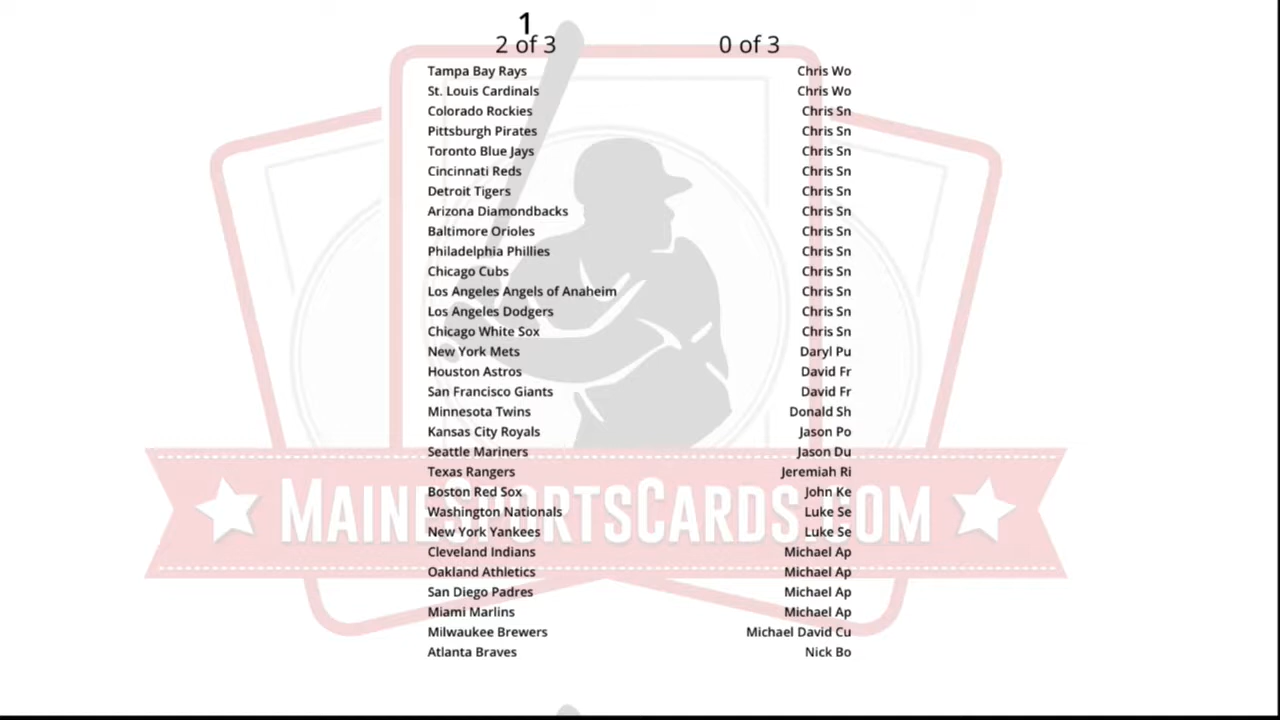 1
2 of 3 0 of 3
Tampa Bay Rays Chris Wo
St. Louis Cardinals Chris Wo
Colorado Rockies Chris Sn
Pittsburgh Pirates Chris Sn
Toronto Blue Jays Chris Sn
Cincinnati Reds Chris Sn
Detroit Tigers Chris Sn
Arizona Diamondbacks Chris Sn
Baltimore Orioles Chris Sn
Philadelphia Phillies Chris Sn
Chicago Cubs Chris Sn
Los Angeles Angels of Anaheim Chris Sn
Los Angeles Dodgers Chris Sn
Chicago White Sox Chris Sn
New York Mets Daryl Pu
Houston Astros David Fr
San Francisco Giants David Fr
Minnesota Twins Donald Sh
Kansas City Royals Jason Po
Seattle Mariners Jason Du
Texas Rangers Jeremiah Ri
Boston Red Sox John Ke
MAINESPORTSCARDS.COM
Washington Nationals Luke Se
New York Yankees Luke Se
Cleveland Indians Michael Ap
Oakland Athletics Michael Ap
San Diego Padres Michael Ap
Miami Marlins Michael Ap
Milwaukee Brewers Michael David Cu
Atlanta Braves Nick Bo